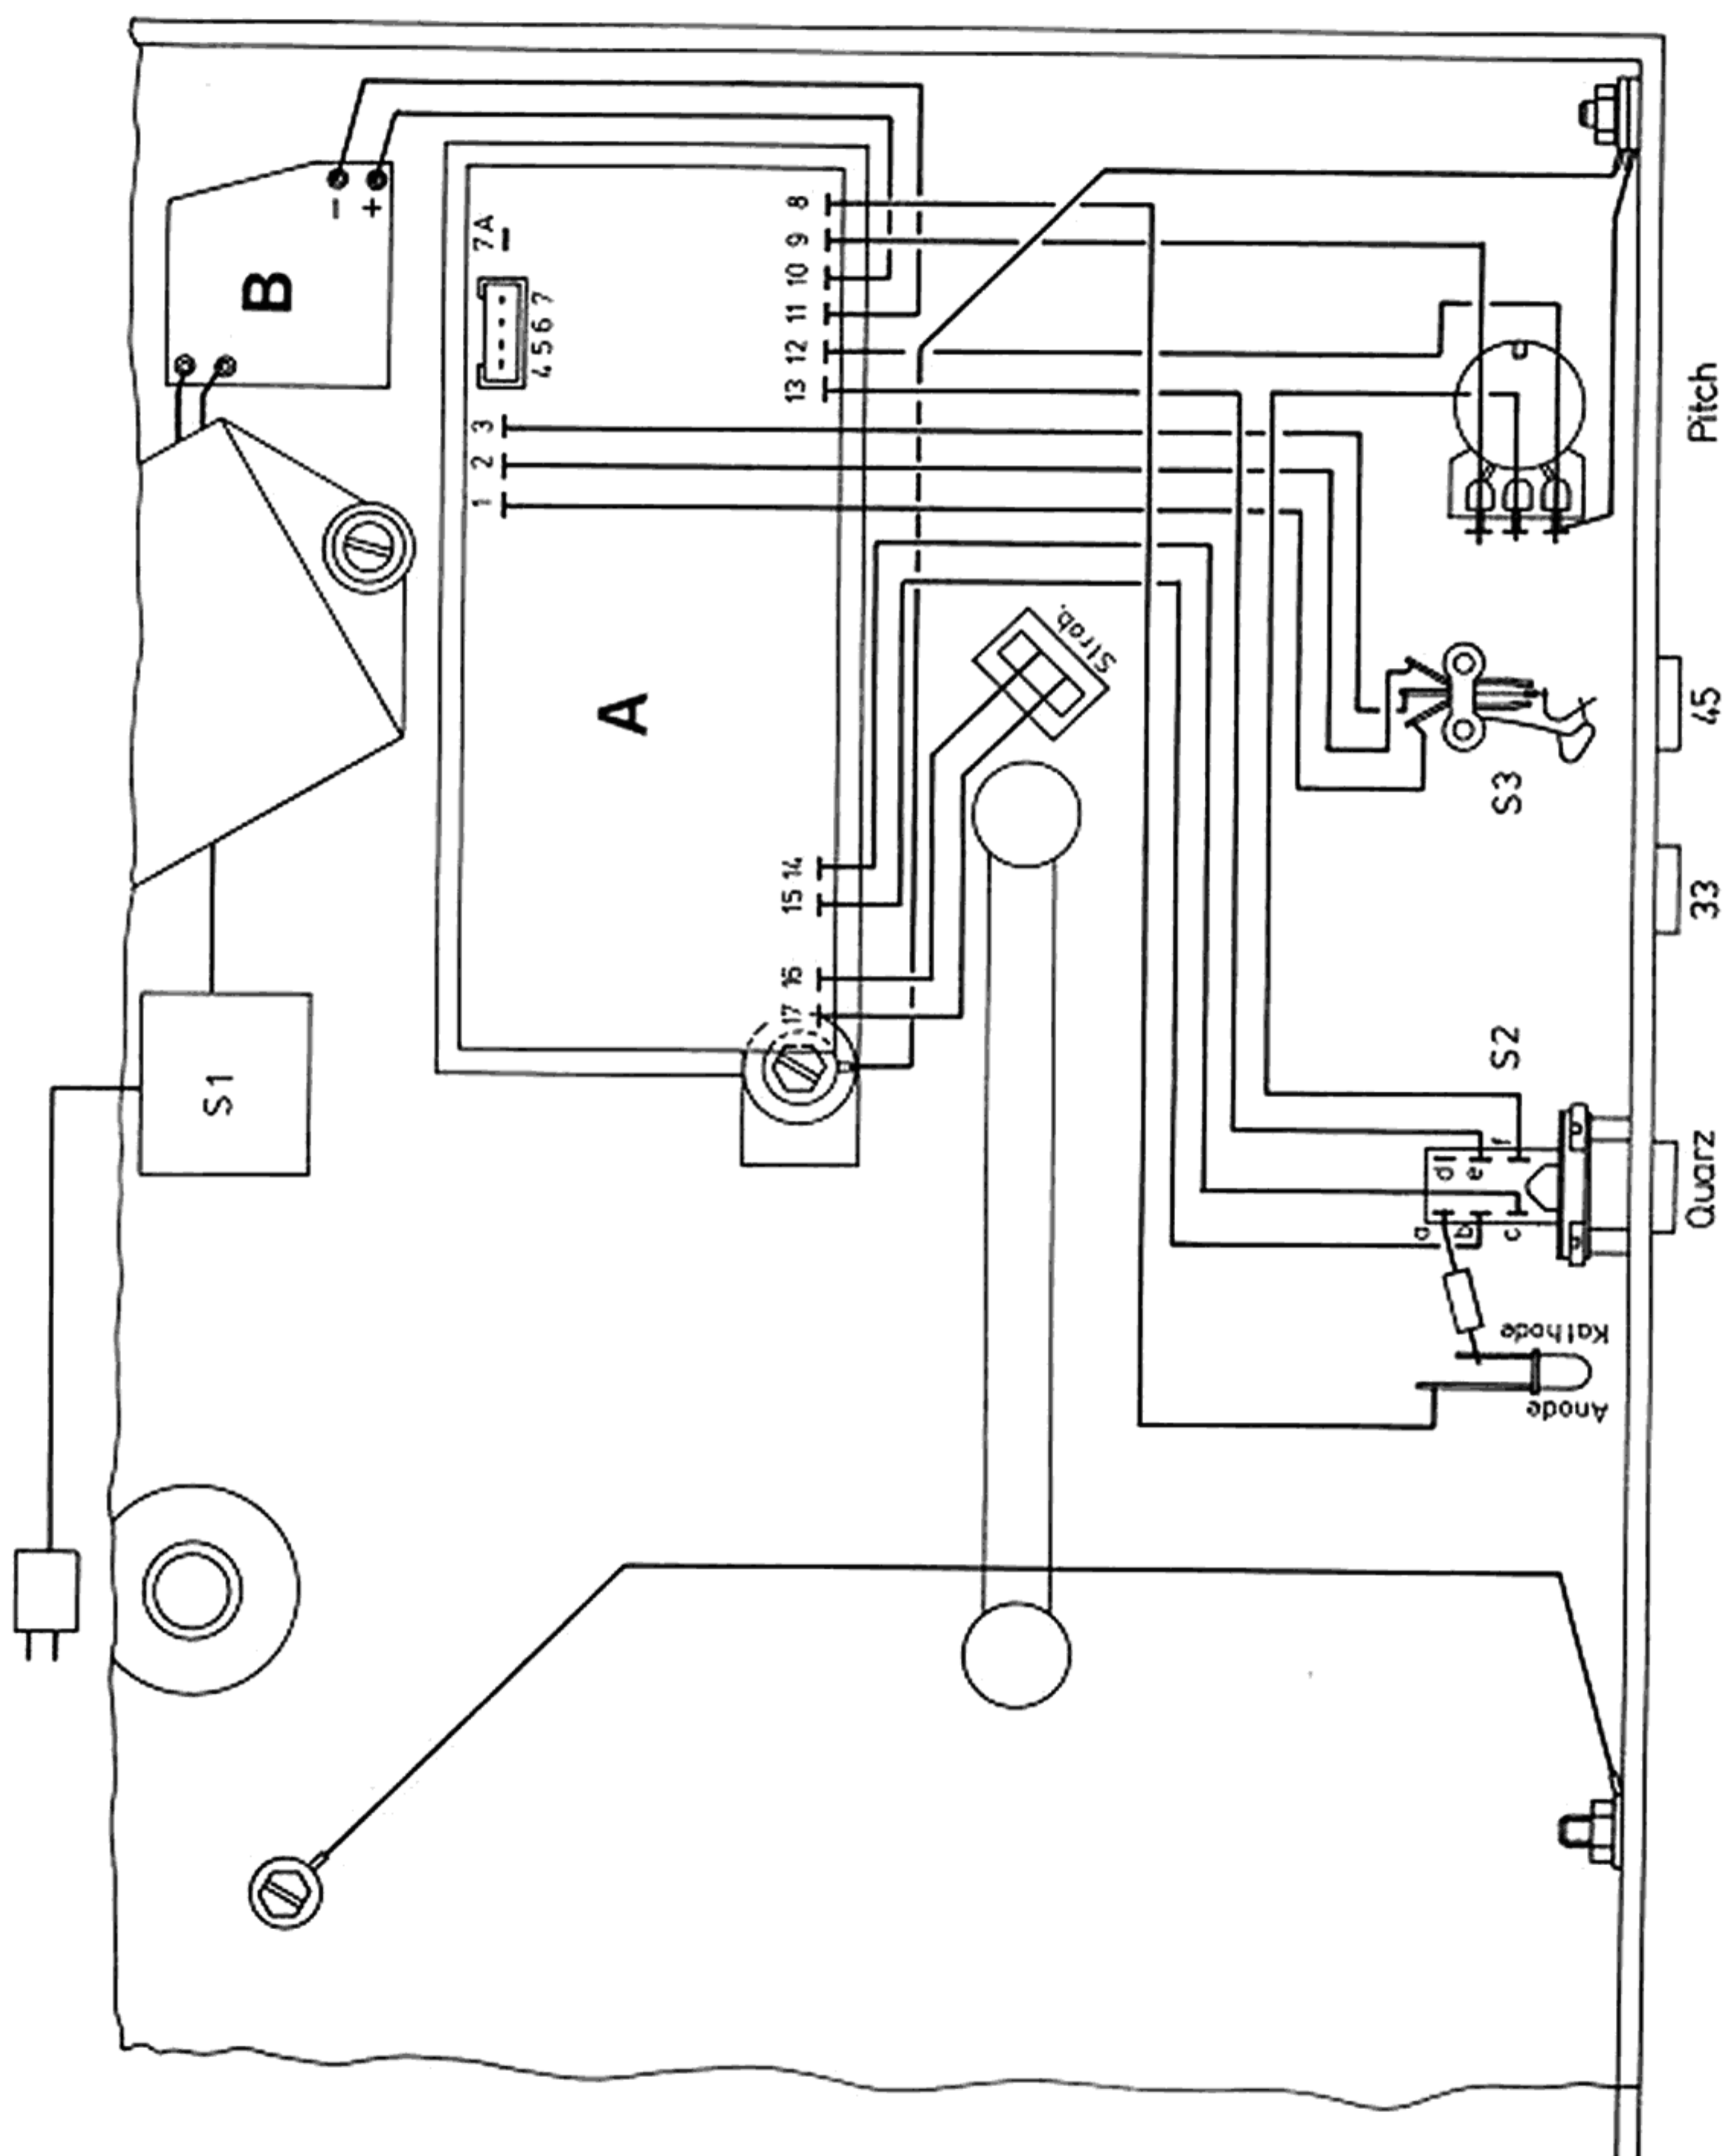 B
-
+
7A
4 5 6 7
3
2
1
A
8
9
10
11
12
13
14
15
16
17
Strob.
S1
S2
S3
a
b
c
d
e
f
Kathode
Anode
Pitch
45
33
Quarz